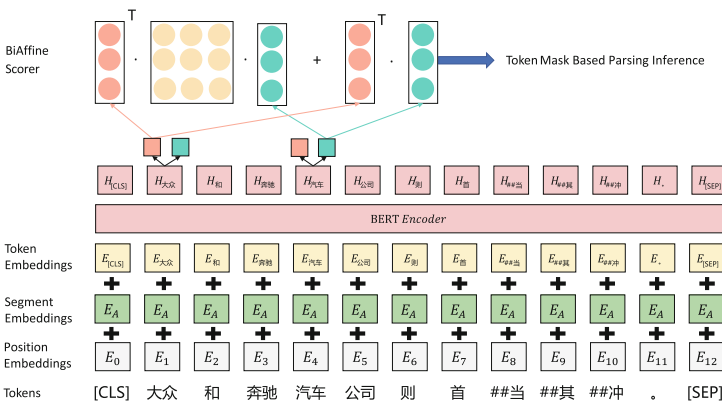 T
T
BiAffine
Scorer
· · + ·
Token Mask Based Parsing Inference
H[CLS] H大众 H和 H奔驰 H汽车 H公司 H则 H首 H##当 H##其 H##冲 H。 H[SEP]
BERT Encoder
Token
Embeddings
E[CLS] E大众 E和 E奔驰 E汽车 E公司 E则 E首 E##当 E##其 E##冲 E。 E[SEP]
+ + + + + + + + + + + + +
Segment
Embeddings
EA EA EA EA EA EA EA EA EA EA EA EA EA
+ + + + + + + + + + + + +
Position
Embeddings
E0 E1 E2 E3 E4 E5 E6 E7 E8 E9 E10 E11 E12
Tokens
[CLS] 大众 和 奔驰 汽车 公司 则 首 ##当 ##其 ##冲 。 [SEP]